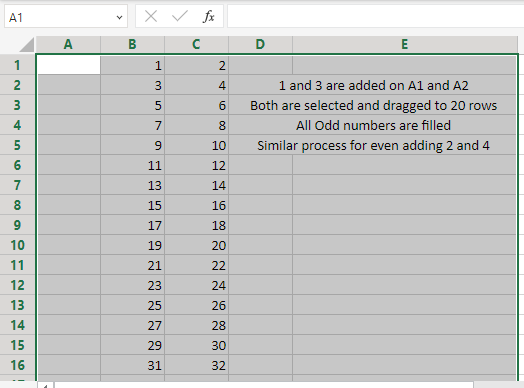 A1 fx
A B C D E
1 1 2
2 3 4 1 and 3 are added on A1 and A2
3 5 6 Both are selected and dragged to 20 rows
4 7 8 All Odd numbers are filled
5 9 10 Similar process for even adding 2 and 4
6 11 12
7 13 14
8 15 16
9 17 18
10 19 20
11 21 22
12 23 24
13 25 26
14 27 28
15 29 30
16 31 32